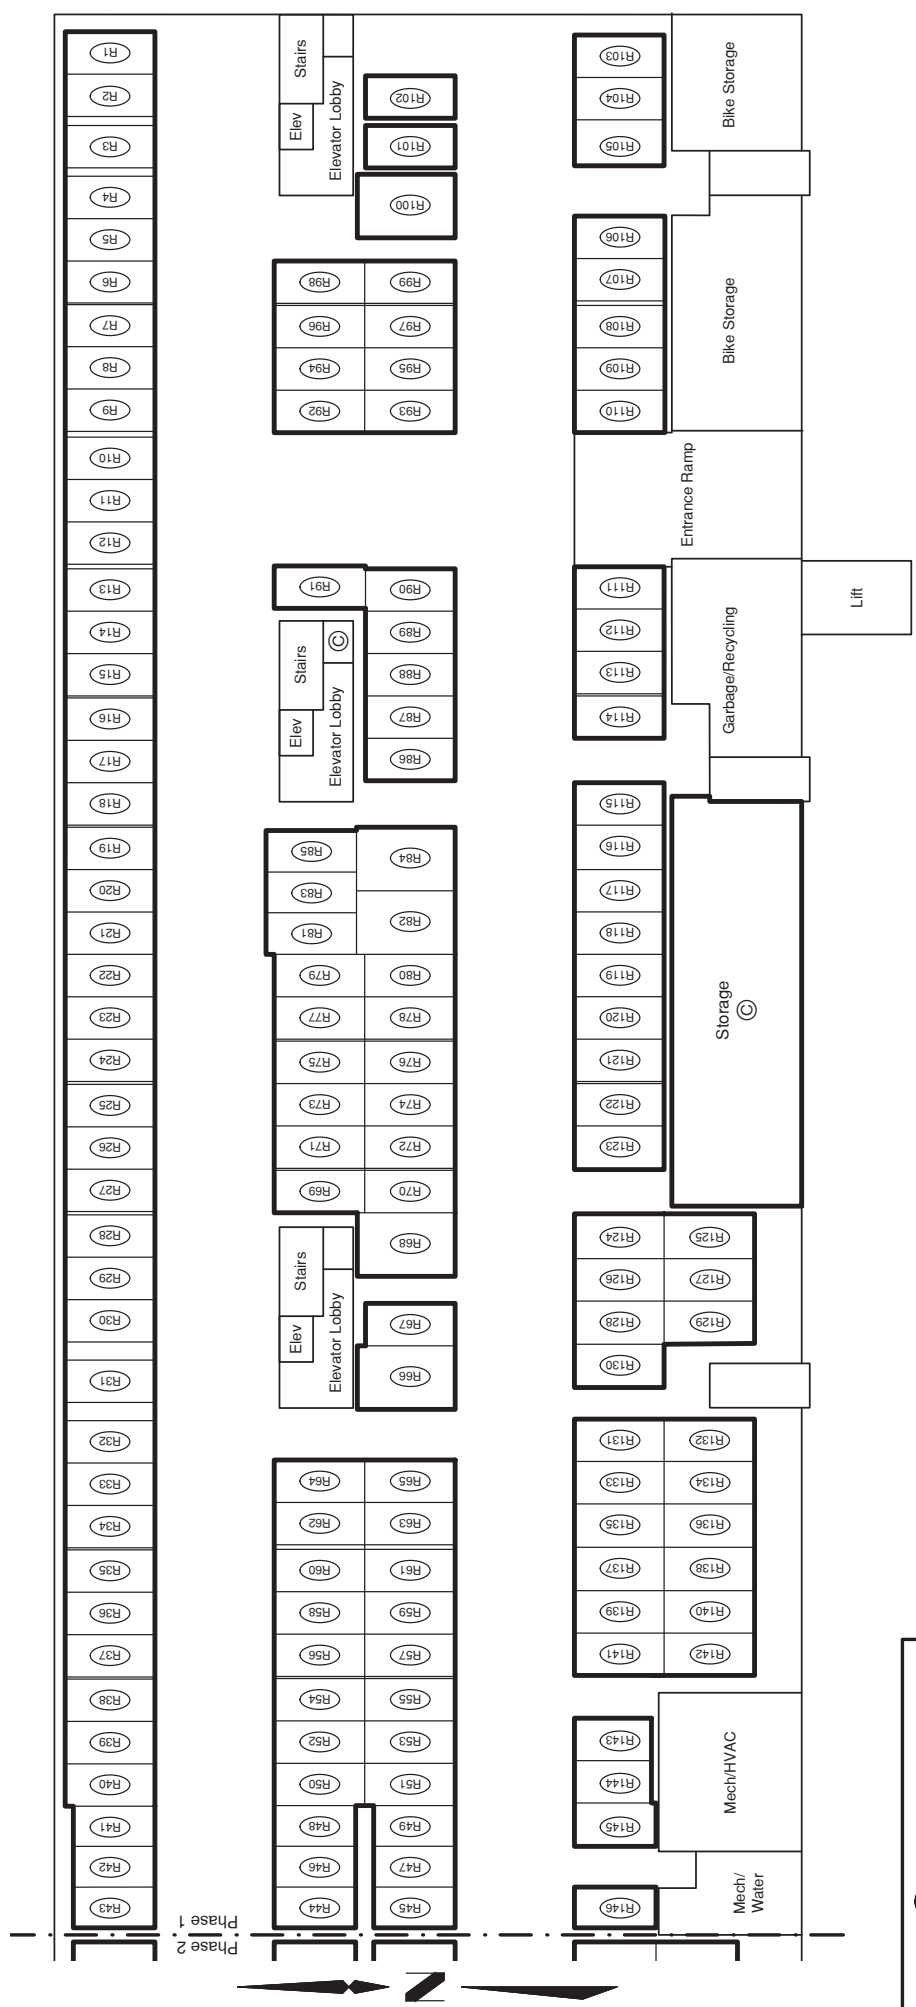 R1
R2
R3
R4
R5
R6
R7
R8
R9
R10
R11
R12
R13
R14
R15
R16
R17
R18
R19
R20
R21
R22
R23
R24
R25
R26
R27
R28
R29
R30
R31
R32
R33
R34
R35
R36
R37
R38
R39
R40
R41
R42
R43
Stairs
Elev
Elevator Lobby
R102
R101
R100
R98 R99
R96 R97
R94 R95
R92 R93
R91 R90
R89
R88
R87
R86
Stairs
C
Elev
Elevator Lobby
R85 R84
R83
R81 R82
R79 R80
R77 R78
R75 R76
R73 R74
R71 R72
R69 R70
R68
Stairs
Elev
Elevator Lobby
R67
R66
R64 R65
R62 R63
R60 R61
R58 R59
R56 R57
R54 R55
R52 R53
R50 R51
R48 R49
R46 R47
R44 R45
R103
R104
R105
Bike Storage
R106
R107
R108
R109
R110
Bike Storage
Entrance Ramp
R111
R112
R113
R114
Garbage/Recycling
Lift
R115
R116
R117
R118
R119
R120
R121
R122
R123
Storage
C
R124 R125
R126 R127
R128 R129
R130
R131 R132
R133 R134
R135 R136
R137 R138
R139 R140
R141 R142
R143
R144
R145
Mech/HVAC
R146
Mech/
Water
Phase 1
Phase 2
N